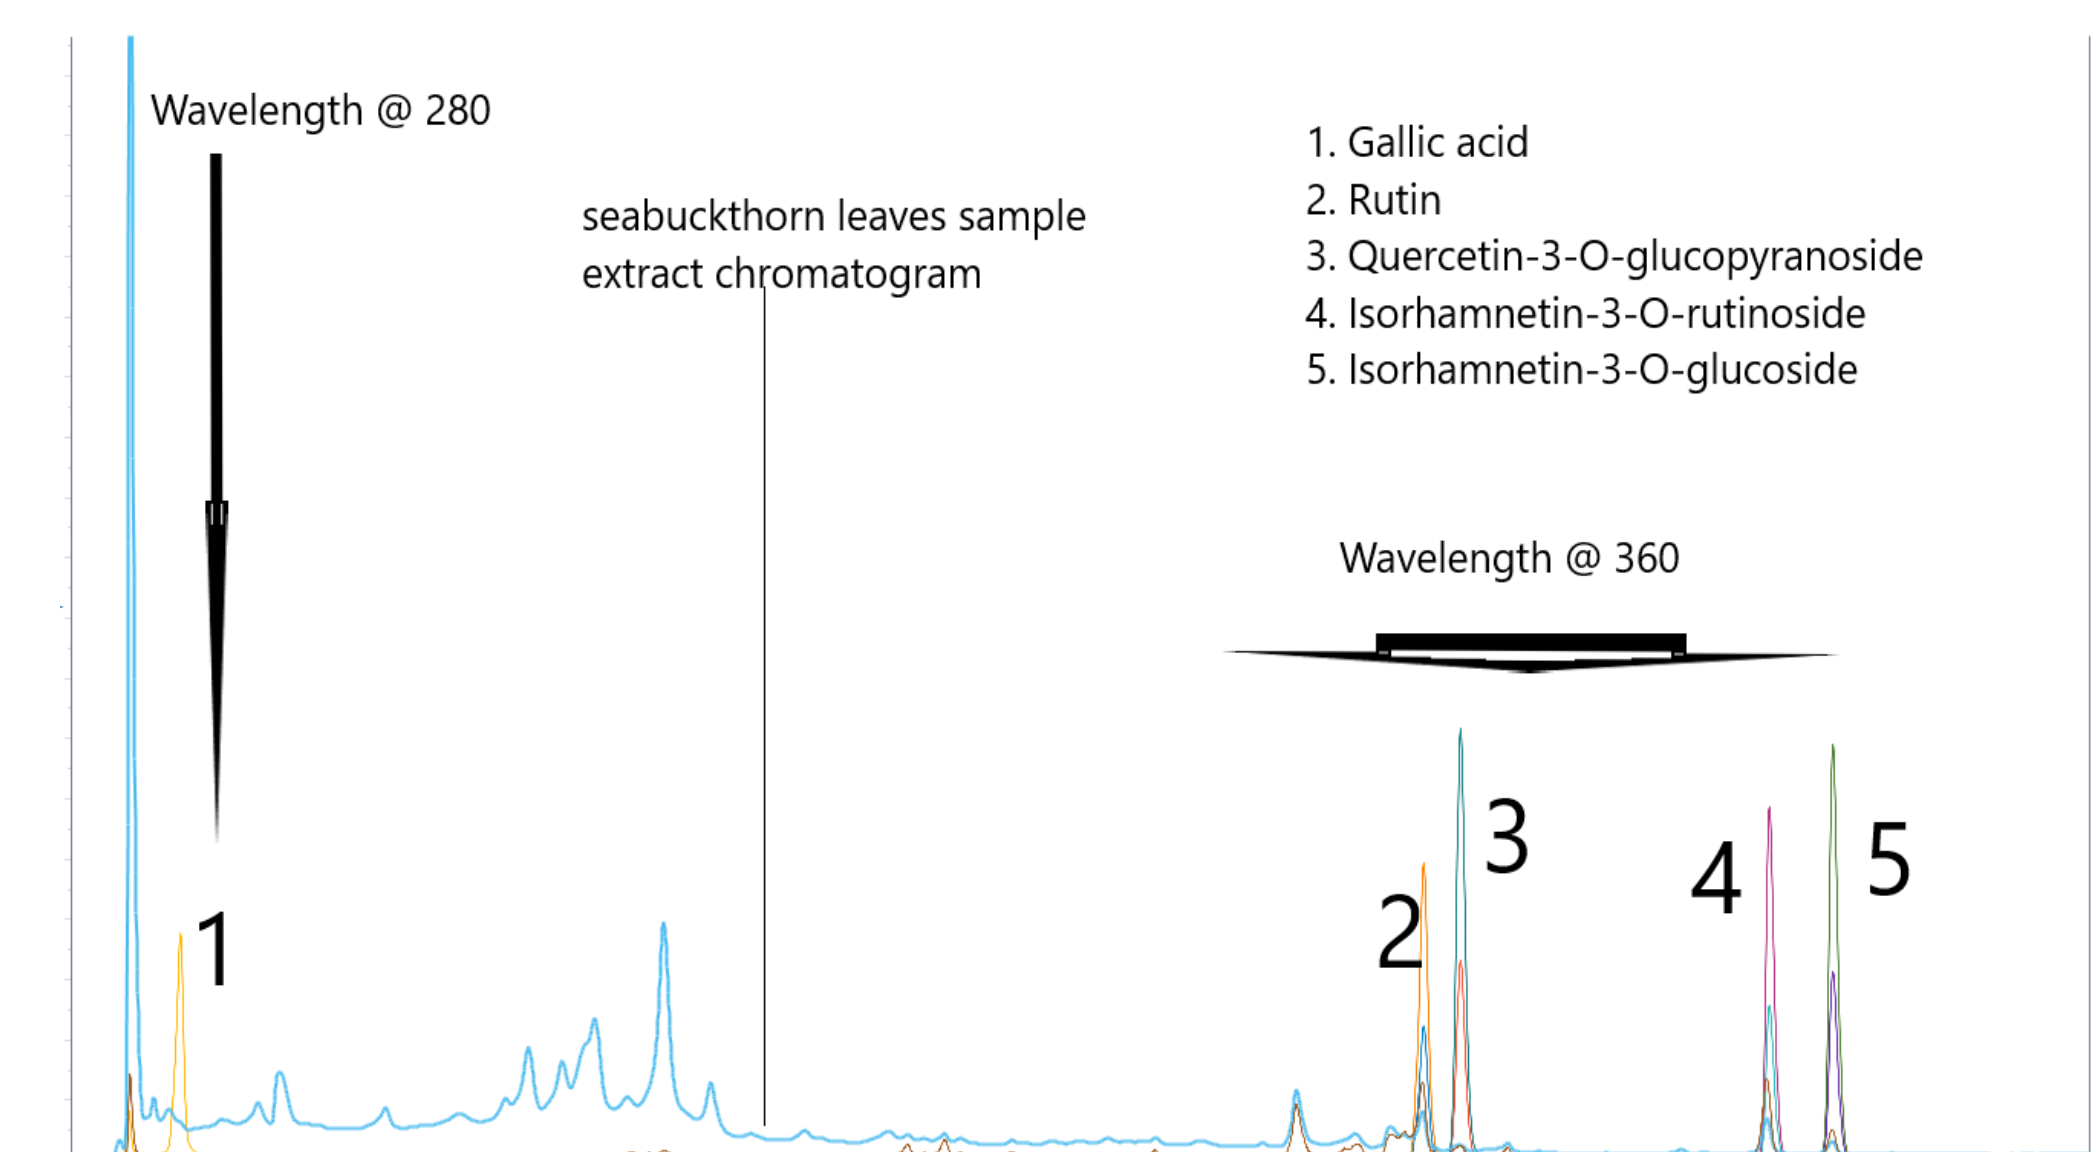 Wavelength @ 280
seabuckthorn leaves sample
extract chromatogram
1. Gallic acid
2. Rutin
3. Quercetin-3-O-glucopyranoside
4. Isorhamnetin-3-O-rutinoside
5. Isorhamnetin-3-O-glucoside
Wavelength @ 360
1
2
3
4
5